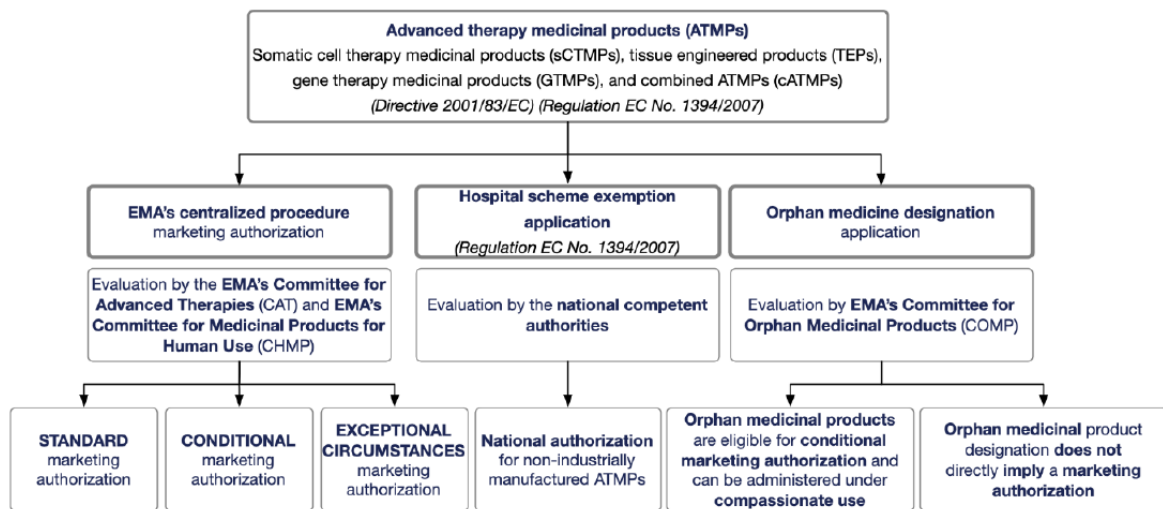 Advanced therapy medicinal products (ATMPs)
Somatic cell therapy medicinal products (sCTMPs), tissue engineered products (TEPs),
gene therapy medicinal products (GTMPs), and combined ATMPs (cATMPs)
(Directive 2001/83/EC) (Regulation EC No. 1394/2007)
EMA's centralized procedure
marketing authorization
Hospital scheme exemption
application
(Regulation EC No. 1394/2007)
Orphan medicine designation
application
Evaluation by the EMA's Committee for
Advanced Therapies (CAT) and EMA's
Committee for Medicinal Products for
Human Use (CHMP)
Evaluation by the national competent
authorities
Evaluation by EMA's Committee for
Orphan Medicinal Products (COMP)
STANDARD
marketing
authorization
CONDITIONAL
marketing
authorization
EXCEPTIONAL
CIRCUMSTANCES
marketing
authorization
National authorization
for non-industrially
manufactured ATMPs
Orphan medicinal products
are eligible for conditional
marketing authorization and
can be administered under
compassionate use
Orphan medicinal product
designation does not
directly imply a marketing
authorization